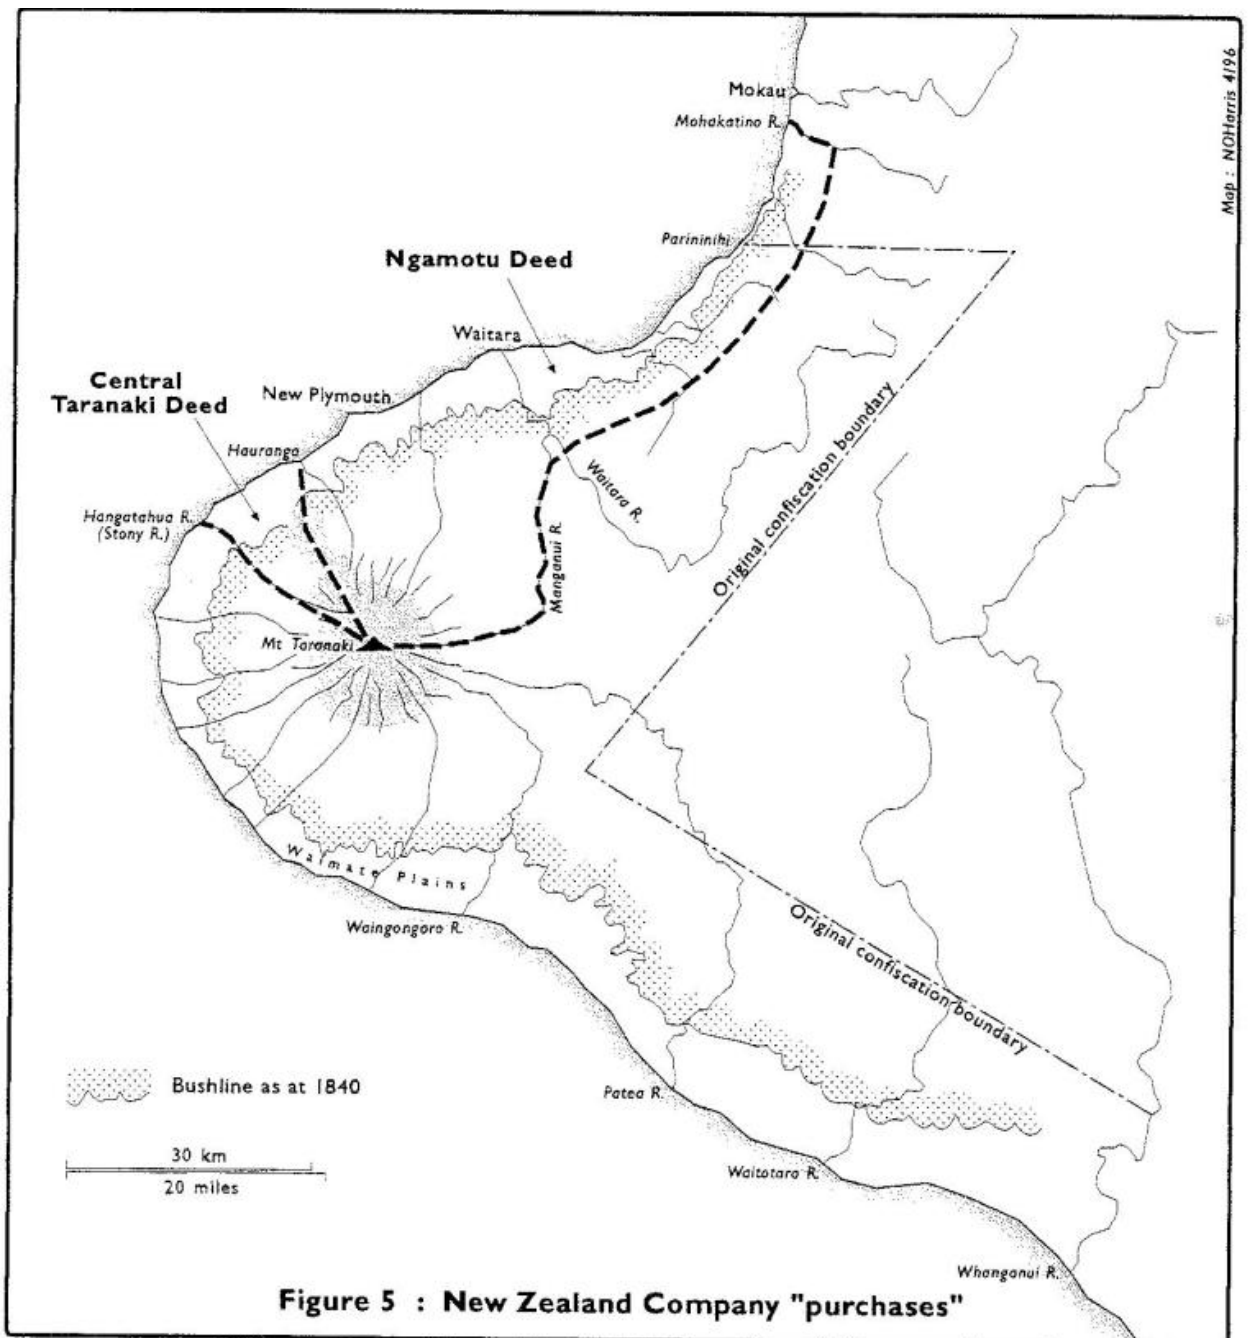 Map : NOHarris 4/96
Mokau
Mohakatino R.
Parininihi
Ngamotu Deed
Waitara
Central
Taranaki Deed
New Plymouth
Hauranga
Hangatahua R.
(Stony R.)
Waitara R.
Manganui R.
Original confiscation boundary
Mt Taranaki
Waimate Plains
Waingongoro R.
Original confiscation boundary
Bushline as at 1840
Patea R.
30 km
20 miles
Waitotara R.
Whanganui R.
Figure 5 : New Zealand Company "purchases"